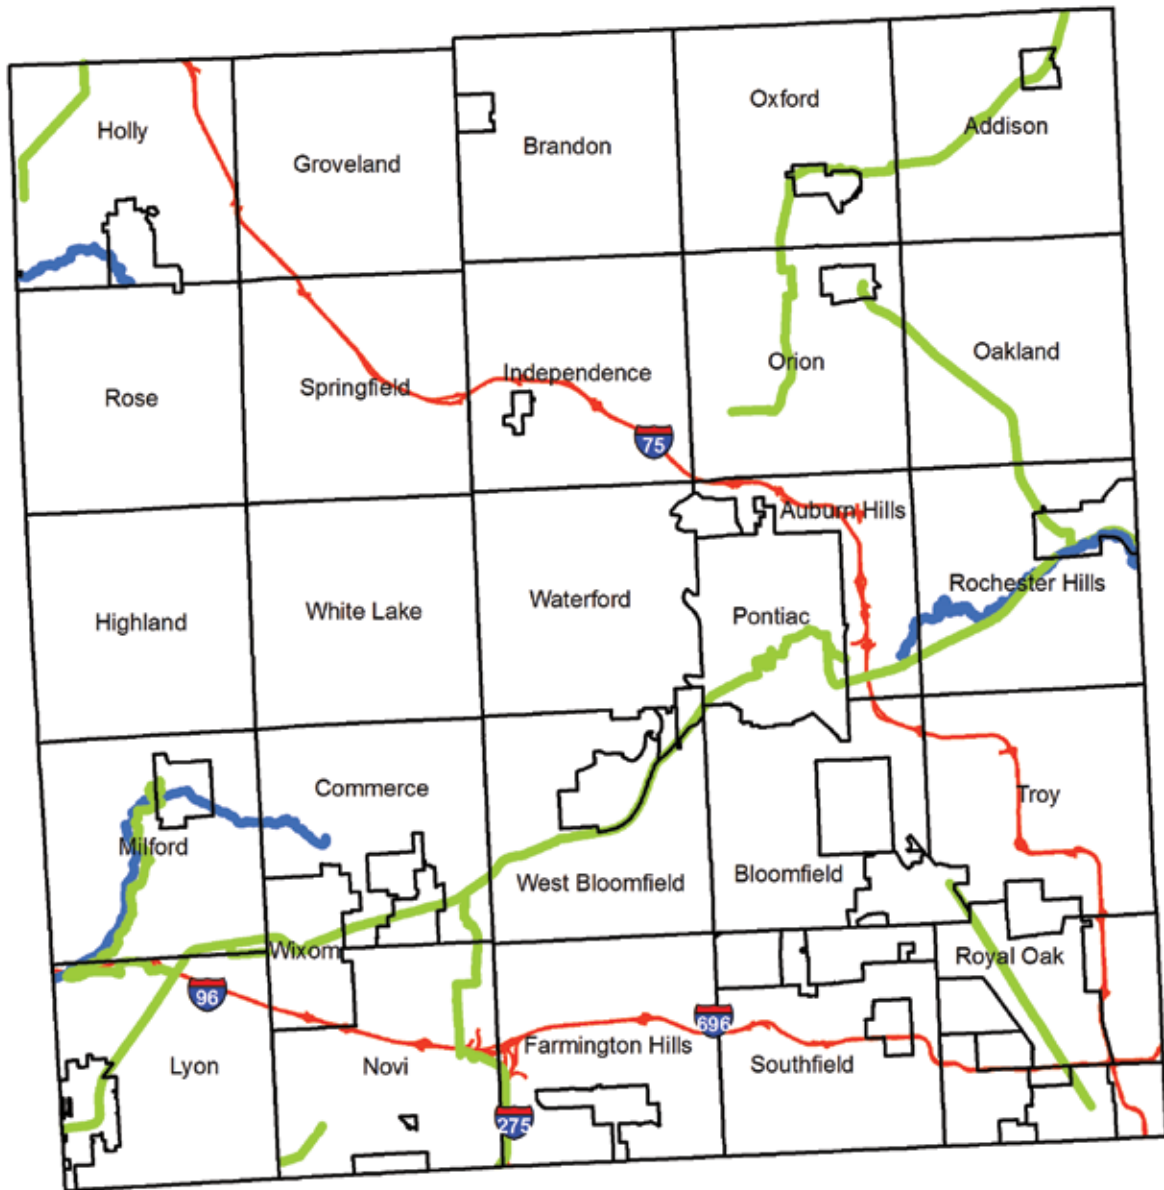 Oxford
Addison
Holly
Brandon
Groveland
Oakland
Orion
Independence
Springfield
Rose
75
Auburn Hills
Rochester Hills
Waterford
White Lake
Pontiac
Highland
Commerce
Troy
Milford
Bloomfield
West Bloomfield
Wixom
Royal Oak
96
696
Farmington Hills
Southfield
Novi
Lyon
275